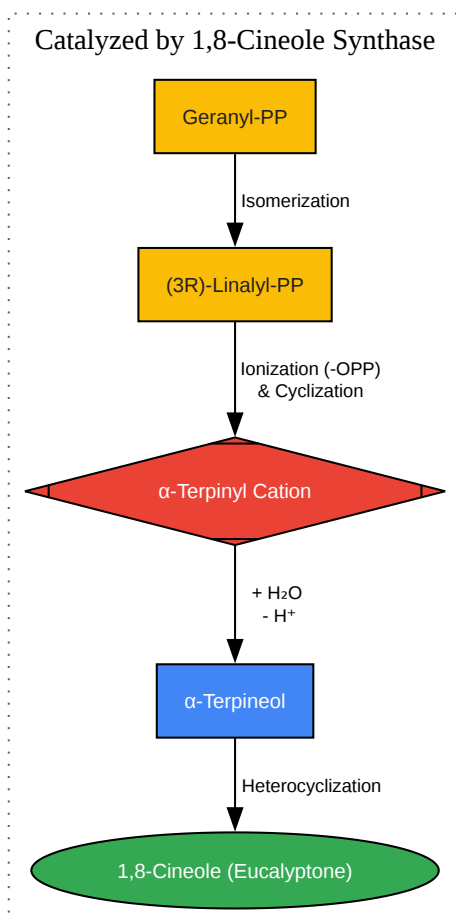 Catalyzed by 1,8-Cineole Synthase
Geranyl-PP
Isomerization
(3R)-Linalyl-PP
Ionization (-OPP)
& Cyclization
α-Terpinyl Cation
+ H₂O
- H⁺
α-Terpineol
Heterocyclization
1,8-Cineole (Eucalyptone)